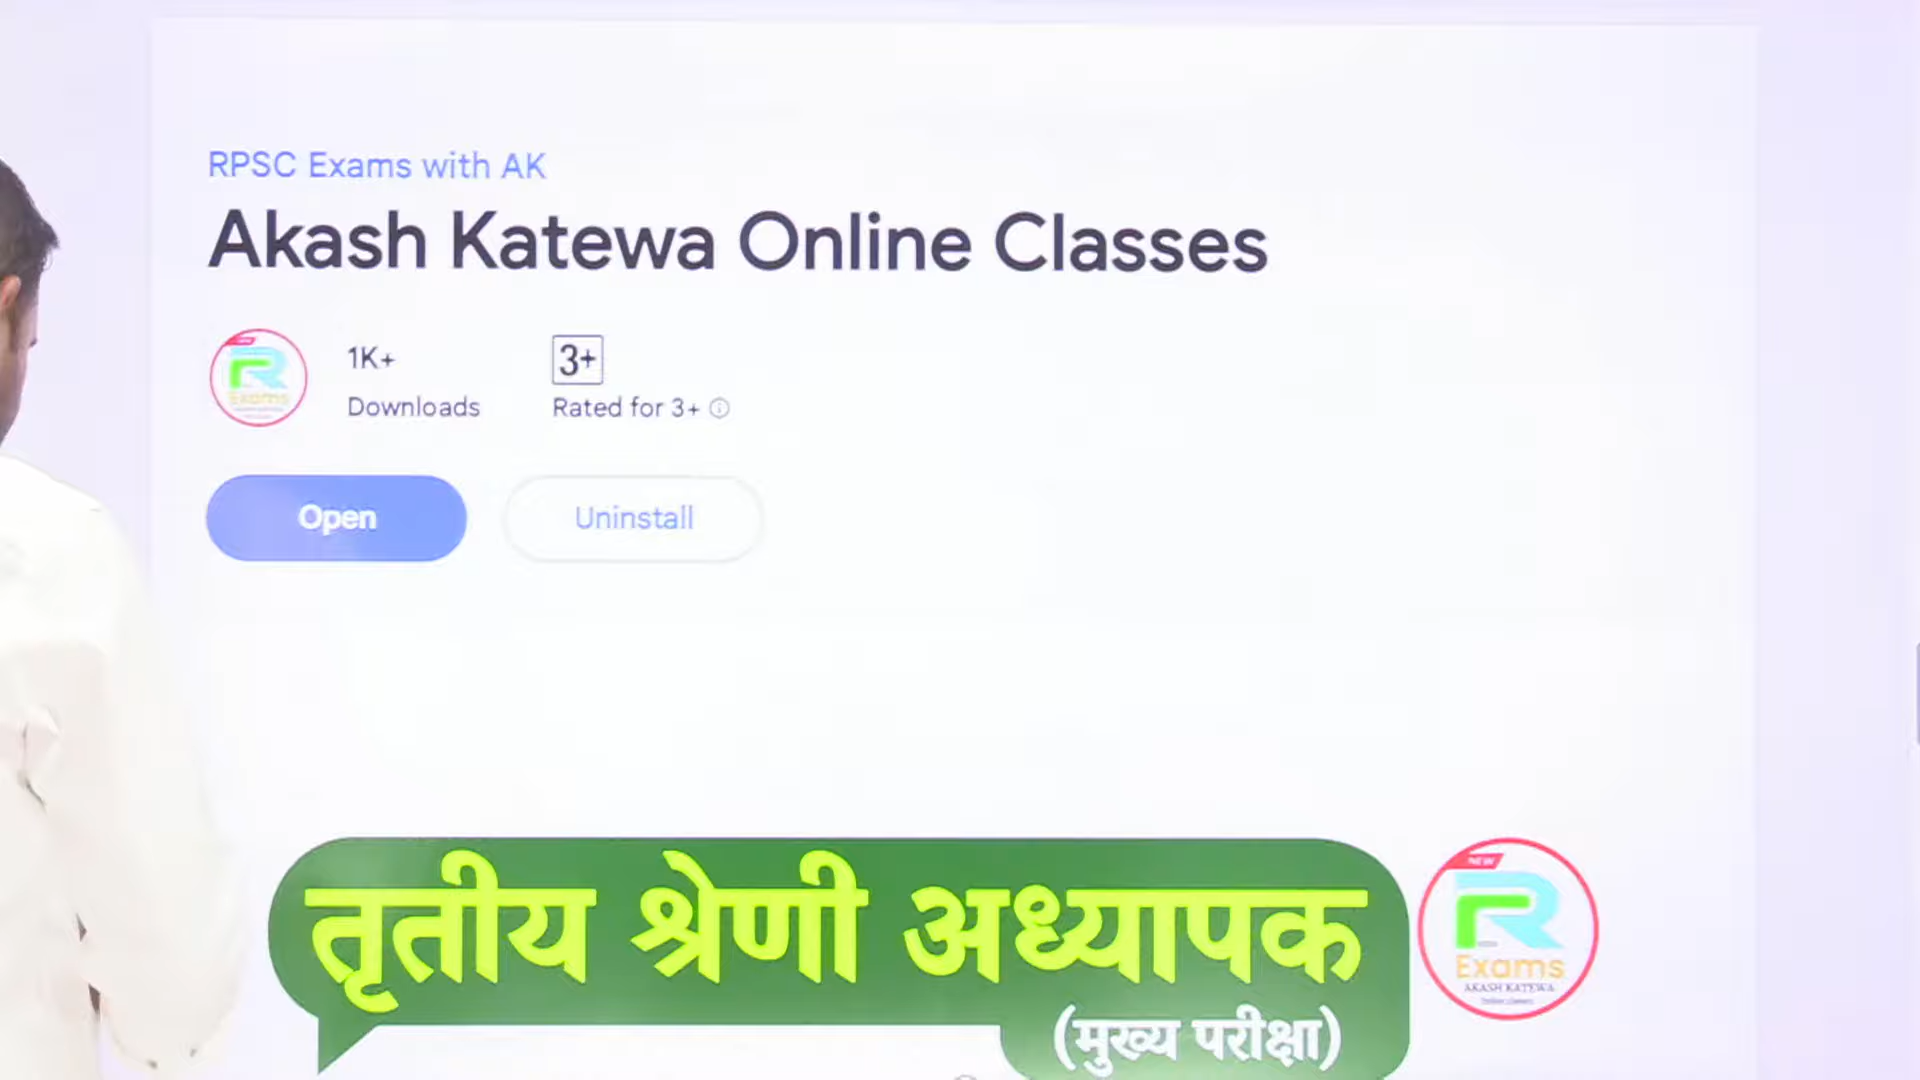 RPSC Exams with AK
Akash Katewa Online Classes
1K+
Downloads
3+
Rated for 3+
Open
Uninstall
Exams
तृतीय श्रेणी अध्यापक
(मुख्य परीक्षा)
NEW
Exams
AKASH KATEWA